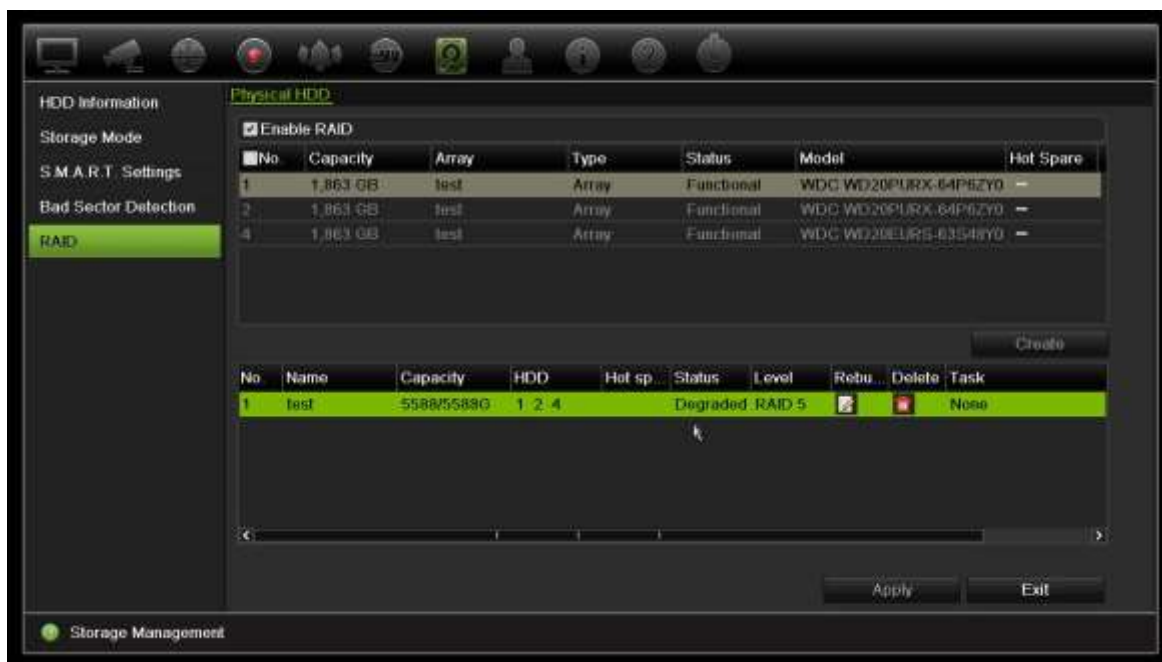 Physical HDD
HDD Information
Storage Mode
S.M.A.R.T. Settings
Bad Sector Detection
RAID
Enable RAID
No. Capacity Array Type Status Model Hot Spare
1 1,863 GB test Array Functional WDC WD20PURX-64P6ZY0 —
2 1,863 GB test Array Functional WDC WD20PURX-64P6ZY0 —
4 1,863 GB test Array Functional WDC WD20EURS-63S48Y0 —
Create
No. Name Capacity HDD Hot sp... Status Level Rebu... Delete Task
1 test 5588/5588G 1 2 4 Degraded RAID 5 None
Apply Exit
Storage Management